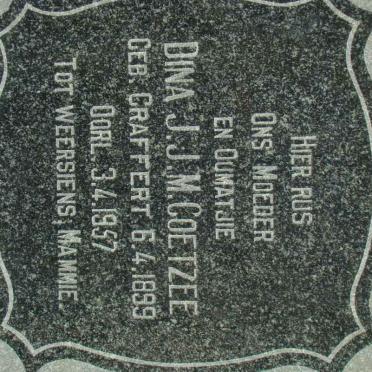 HIER RUS
ONS MOEDER
EN OUMATJIE
DINA J.J.M. COETZEE
GEB. GRAFFERT 6.4.1899
OORL. 3.4.1957
TOT WEERSIENS, MAMMIE.